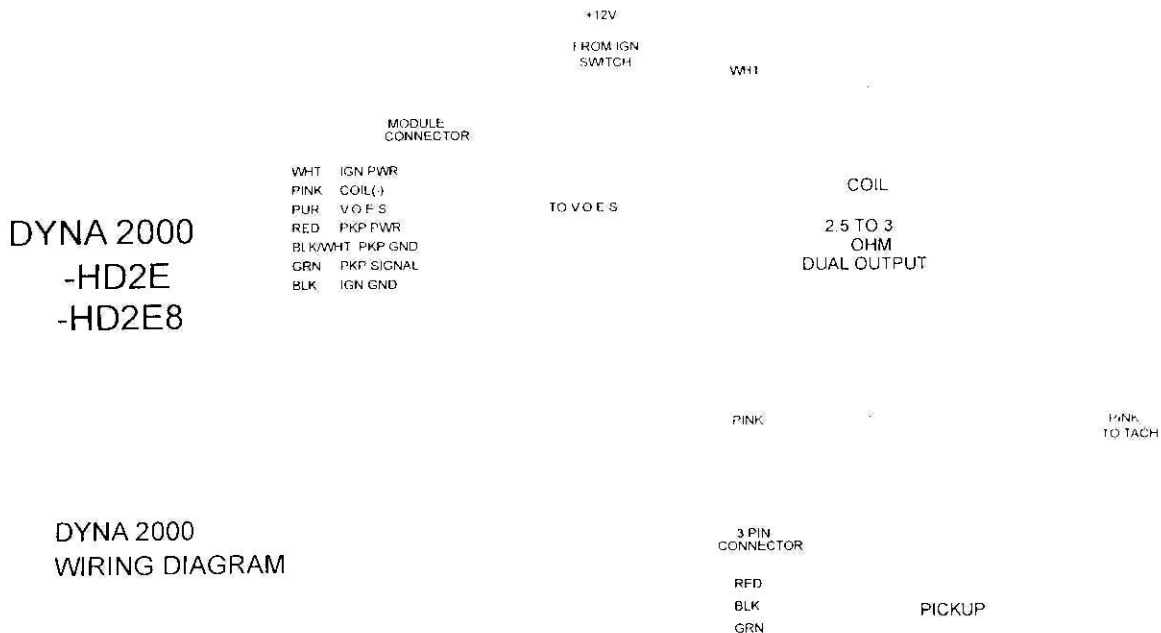 +12V
FROM IGN
SWITCH
WHT
MODULE
CONNECTOR
WHT IGN PWR
PINK COIL(-)
PUR V O E S
RED PKP PWR
BLK/WHT PKP GND
GRN PKP SIGNAL
BLK IGN GND
TO V O E S
COIL
2.5 TO 3
OHM
DUAL OUTPUT
DYNA 2000
-HD2E
-HD2E8
PINK
PINK
TO TACH
DYNA 2000
WIRING DIAGRAM
3 PIN
CONNECTOR
RED
BLK
GRN
PICKUP